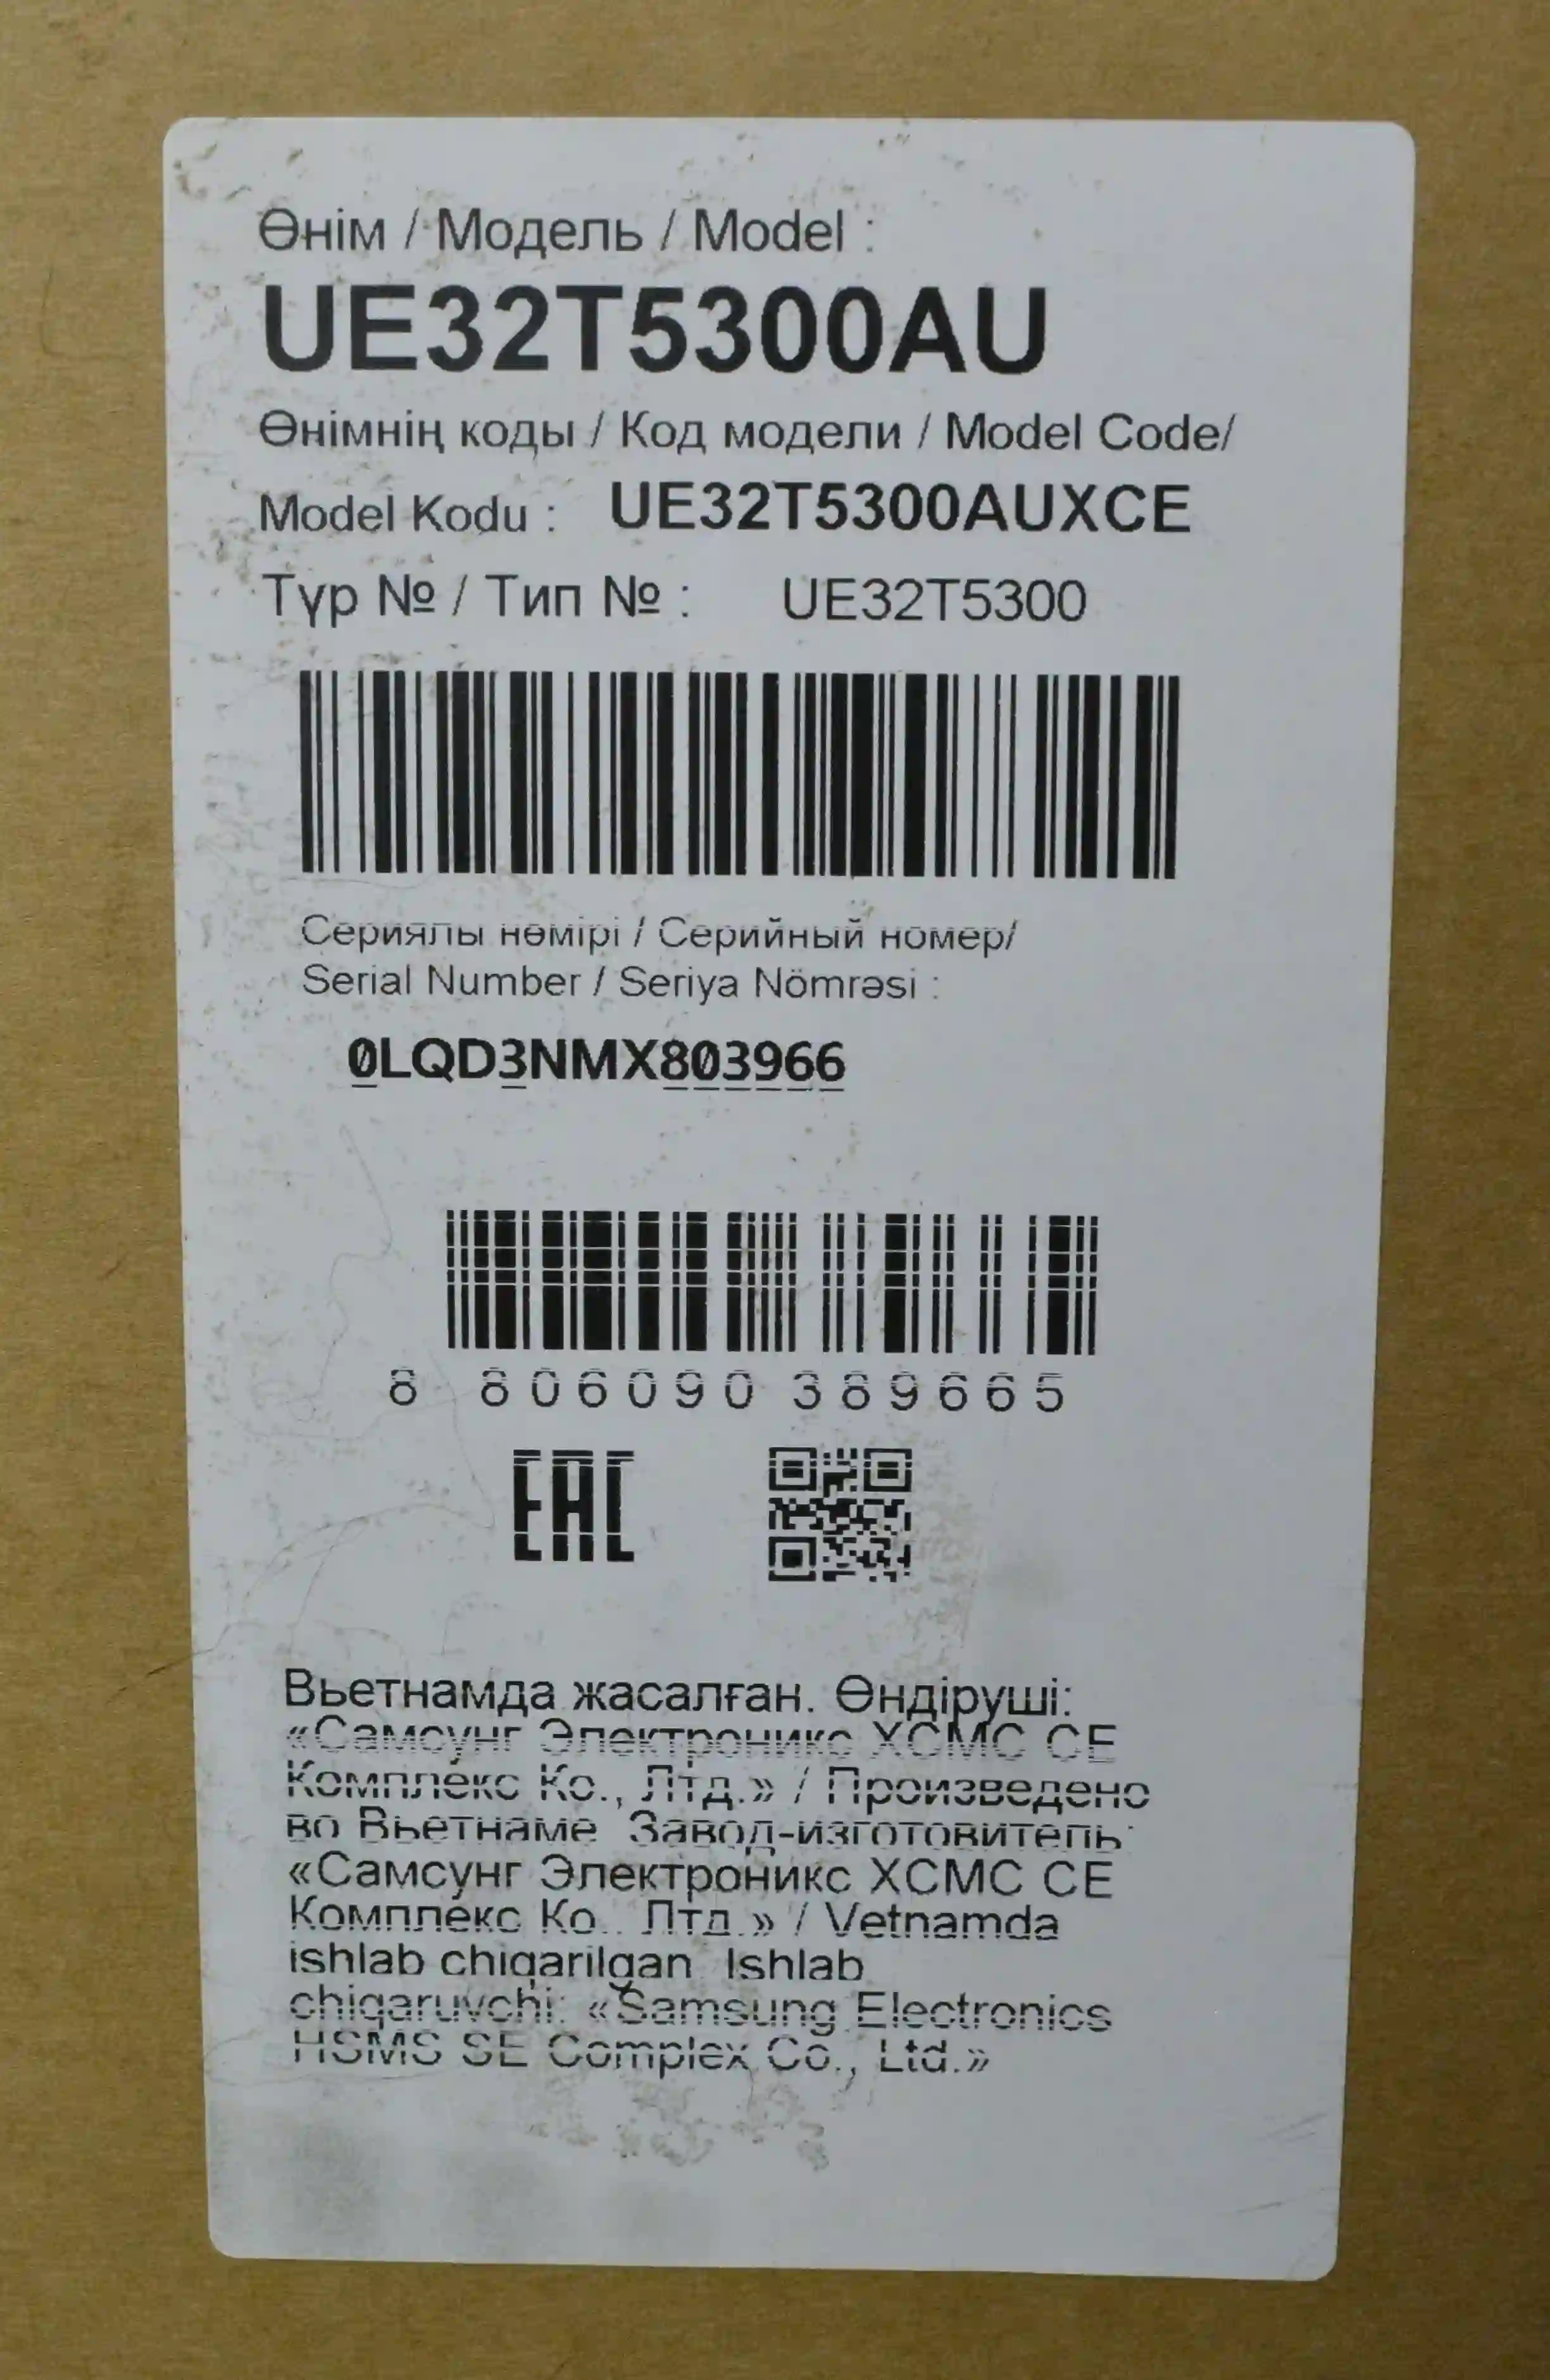 Өнім / Модель / Model :
UE32T5300AU
Өнімнің коды / Код модели / Model Code/
Model Kodu : UE32T5300AUXCE
Түр № / Тип № : UE32T5300
Сериялы нөмірі / Серийный номер/
Serial Number / Seriya Nömrəsi :
0LQD3NMX803966
8 806090 389665
EAC
Вьетнамда жасалған. Өндіруші:
«Самсунг Электроникс ХСМС СЕ
Комплекс Ко., Лтд.» / Произведено
во Вьетнаме. Завод-изготовитель:
«Самсунг Электроникс ХСМС СЕ
Комплекс Ко., Лтд.» / Vetnamda
ishlab chiqarilgan. Ishlab
chiqaruvchi: «Samsung Electronics
HSMS SE Complex Co., Ltd.»